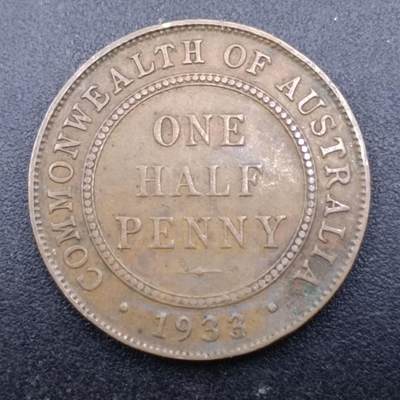 COMMONWEALTH OF AUSTRALIA
ONE
HALF
PENNY
1933